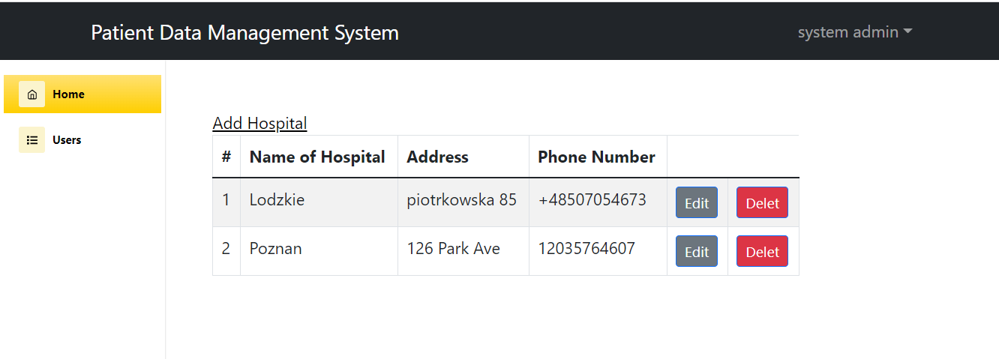 Patient Data Management System system admin
Home
Users
Add Hospital
# Name of Hospital Address Phone Number
1 Lodzkie piotrkowska 85 +48507054673 Edit Delet
2 Poznan 126 Park Ave 12035764607 Edit Delet